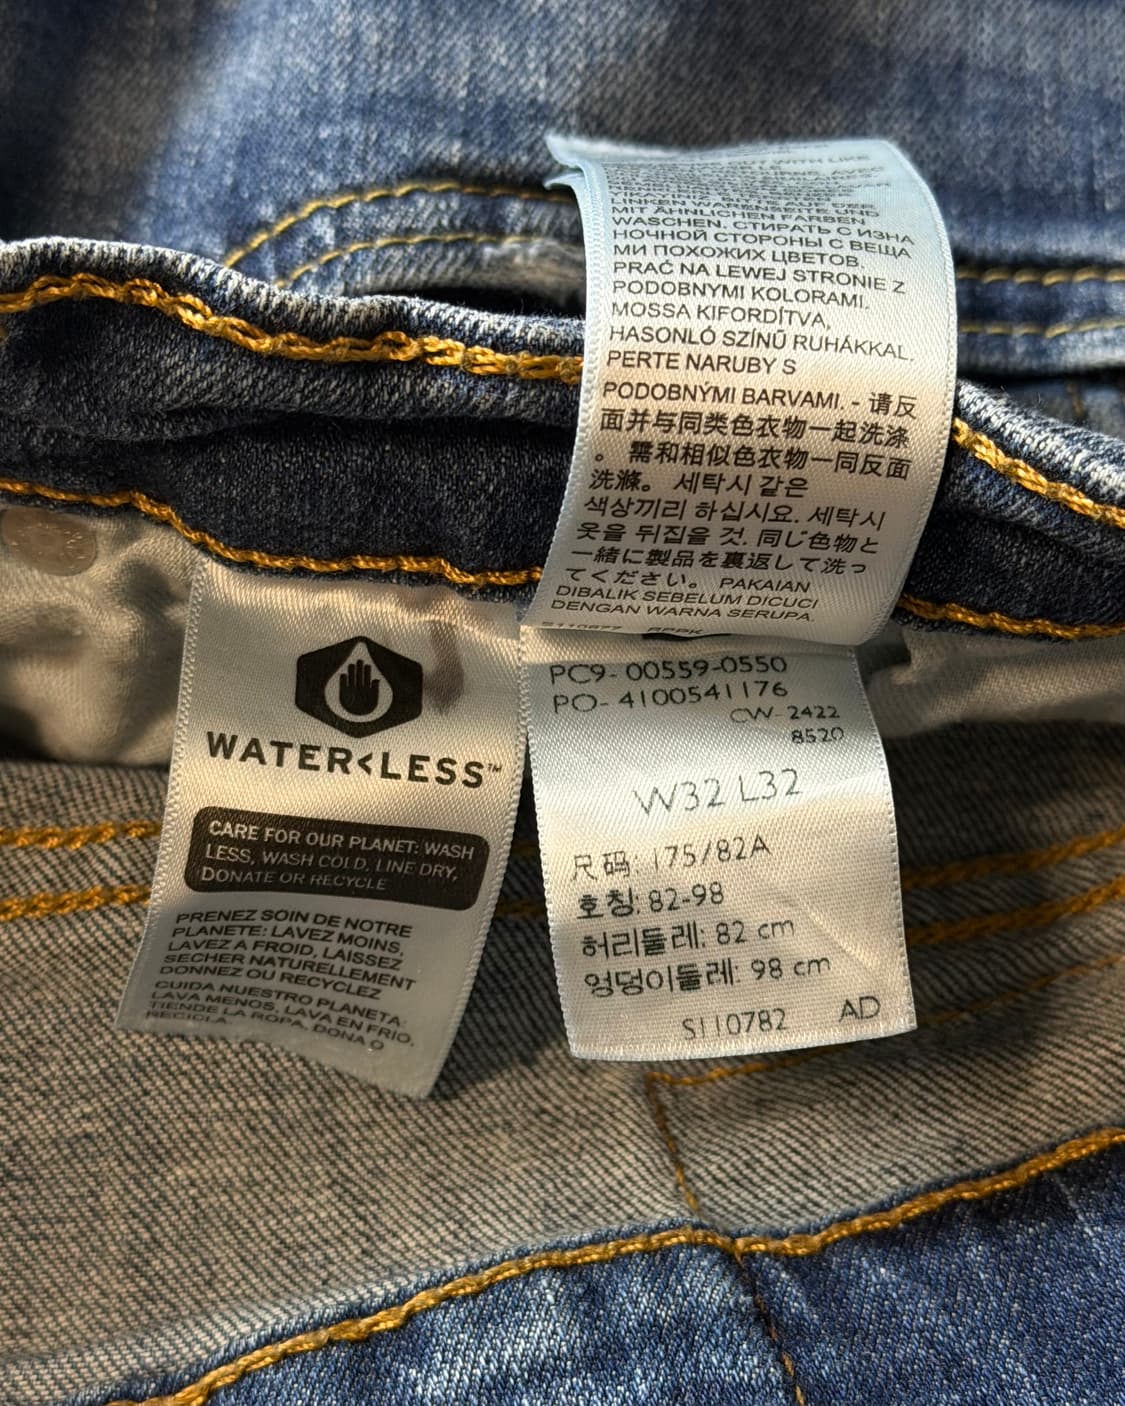 OUT WITH LIKE
LINKEN WARENSEITE UND
MIT ÄHNLICHEN FARBEN
WASCHEN. СТИРАТЬ С ИЗНА
НОЧНОЙ СТОРОНЫ С ВЕЩА
МИ ПОХОЖИХ ЦВЕТОВ.
PRAĆ NA LEWEJ STRONIE Z
PODOBNYMI KOLORAMI.
MOSSA KIFORDÍTVA,
HASONLÓ SZÍNŰ RUHÁKKAL.
PERTE NARUBY S
PODOBNÝMI BARVAMI. - 请反
面并与同类色衣物一起洗涤
。 需和相似色衣物一同反面
洗滌。 세탁시 같은
색상끼리 하십시요. 세탁시
옷을 뒤집을 것. 同じ色物と
一緒に製品を裏返して洗っ
てください。 PAKAIAN
DIBALIK SEBELUM DICUCI
DENGAN WARNA SERUPA.
WATER<LESS™
CARE FOR OUR PLANET: WASH
LESS, WASH COLD, LINE DRY,
DONATE OR RECYCLE
PRENEZ SOIN DE NOTRE
PLANETE: LAVEZ MOINS,
LAVEZ A FROID, LAISSEZ
SECHER NATURELLEMENT
DONNEZ OU RECYCLEZ
CUIDA NUESTRO PLANETA:
LAVA MENOS, LAVA EN FRIO.
TIENDE LA ROPA, DONA O
RECICLA.
PC9- 00559-0550
PO- 4100541176
CW- 2422
8520
W32 L32
尺码: 175/82A
호칭: 82-98
허리둘레: 82 cm
엉덩이둘레: 98 cm
S110782 AD